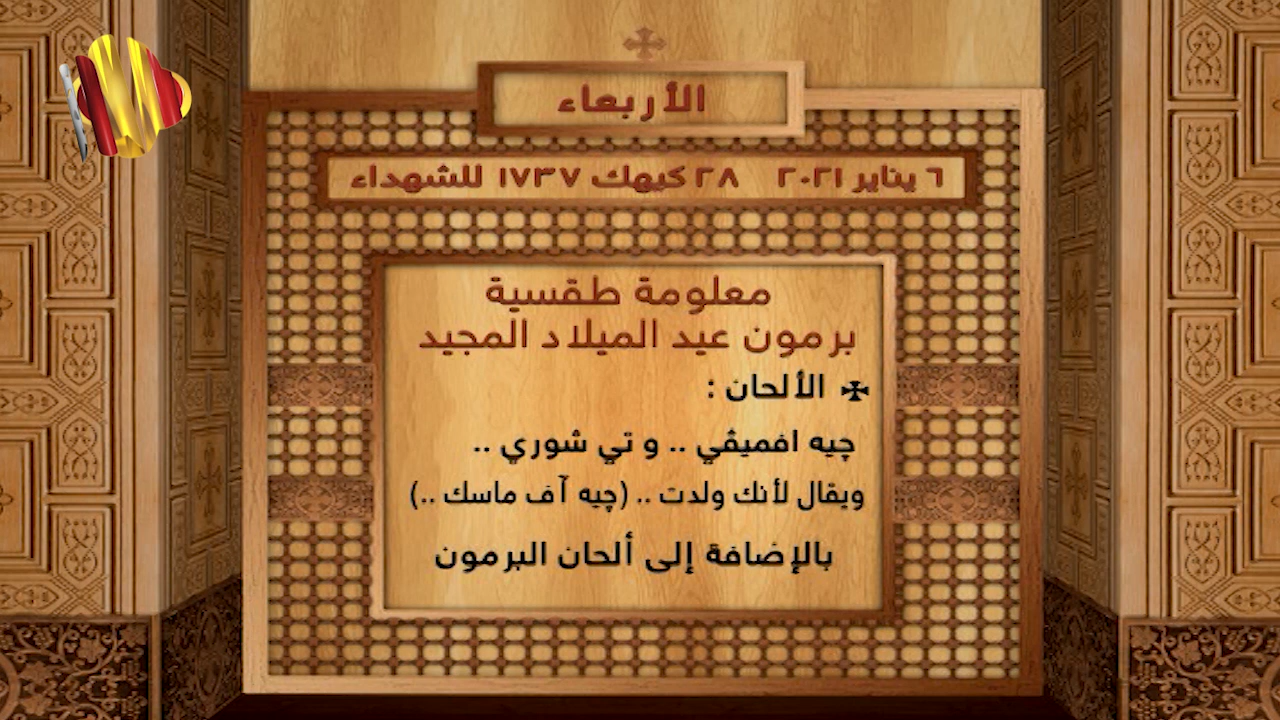 الأربعاء
٦ يناير ٢٠٢١ ٢٨ كيهك ١٧٣٧ للشهداء
معلومة طقسية
برمون عيد الميلاد المجيد
✠ الألحان :
چيه افميڤي .. و تي شوري ..
ويقال لأنك ولدت .. (چيه آف ماسك ..)
بالإضافة إلى ألحان البرمون